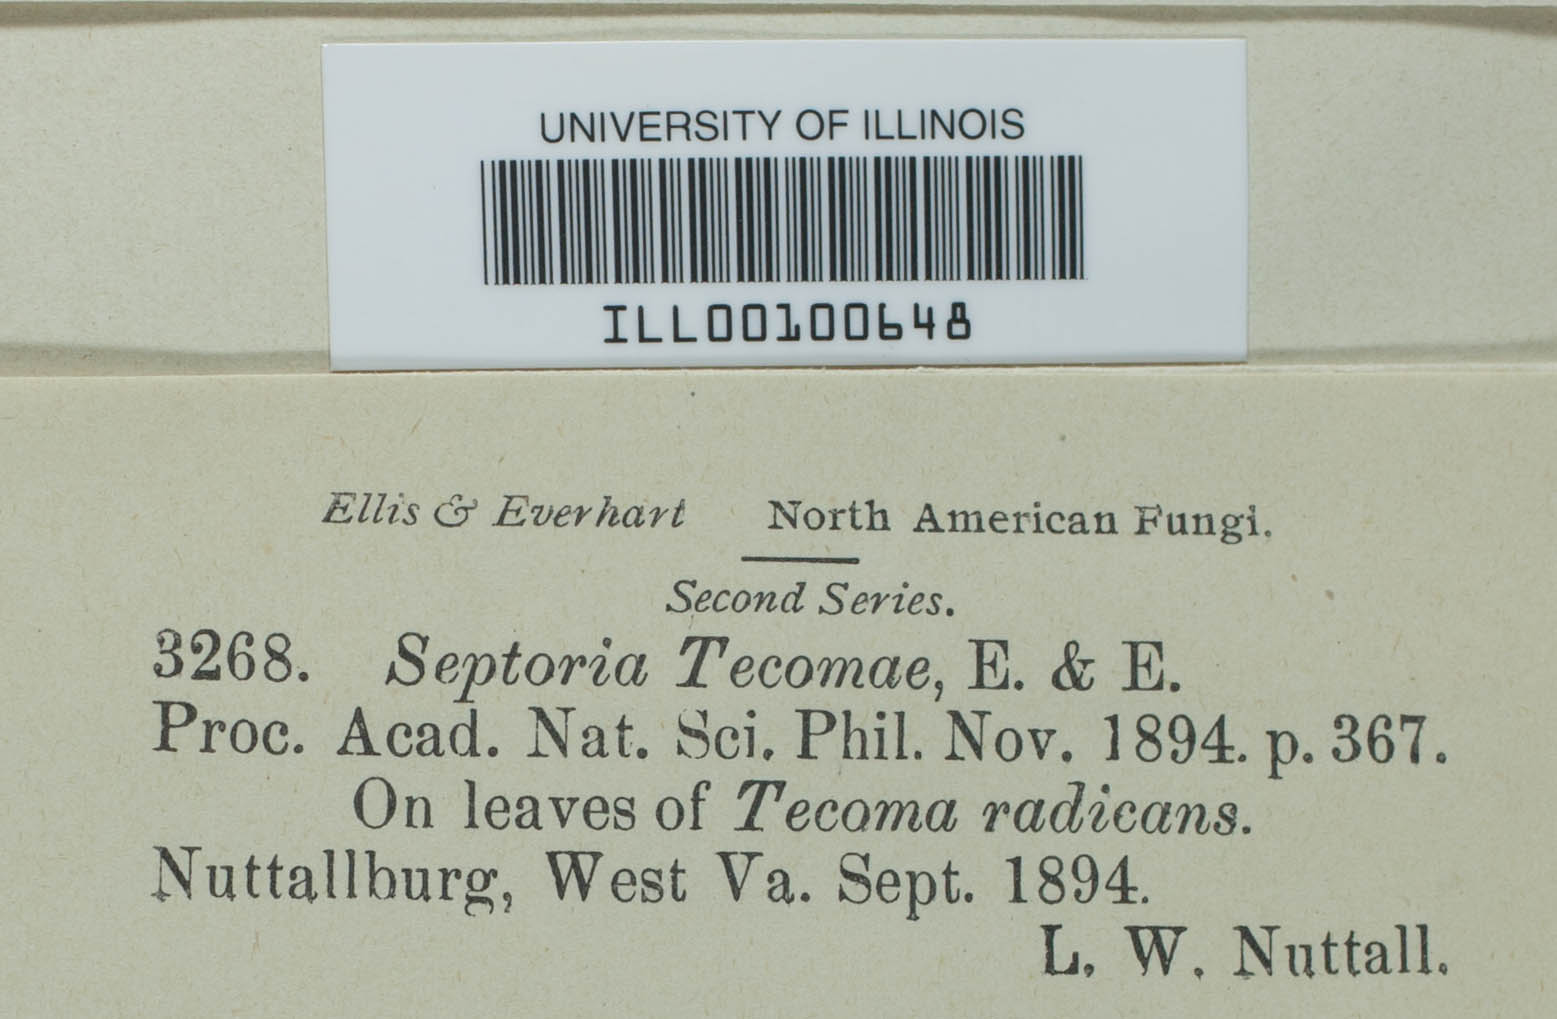 UNIVERSITY OF ILLINOIS
ILL00100648
Ellis & Everhart North American Fungi.
Second Series.
3268. Septoria Tecomae, E. & E.
Proc. Acad. Nat. Sci. Phil. Nov. 1894. p. 367.
On leaves of Tecoma radicans.
Nuttallburg, West Va. Sept. 1894.
L. W. Nuttall.